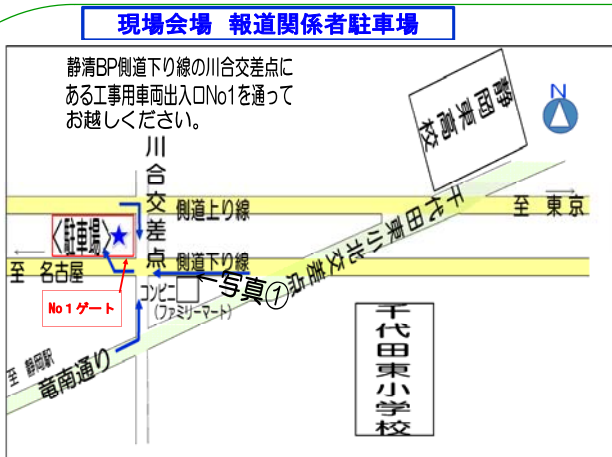 現場会場 報道関係者駐車場
静清BP側道下り線の川合交差点に
ある工事用車両出入口No1を通って
お越しください。
静岡東高校
N
川合交差点
側道上り線
千代田東小北交差点
至 東京
〈駐車場〉★
至 名古屋
側道下り線
No1ゲート
コンビニ
(ファミリーマート)
←写真①
千代田東小学校
至 静岡駅
竜南通り